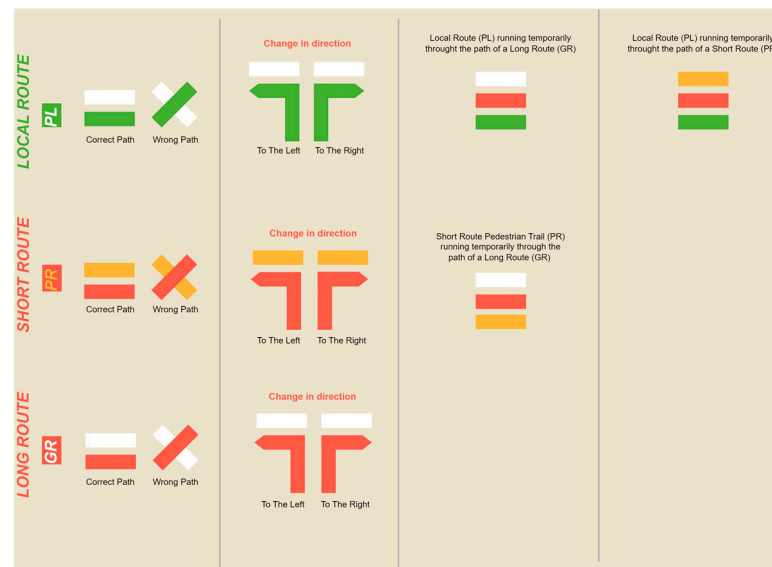 LOCAL ROUTE
PL
Correct Path
Wrong Path
Change in direction
To The Left
To The Right
Local Route (PL) running temporarily
throught the path of a Long Route (GR)
Local Route (PL) running temporarily
throught the path of a Short Route (PR
SHORT ROUTE
PR
Correct Path
Wrong Path
Change in direction
To The Left
To The Right
Short Route Pedestrian Trail (PR)
running temporarily through the
path of a Long Route (GR)
LONG ROUTE
GR
Correct Path
Wrong Path
Change in direction
To The Left
To The Right